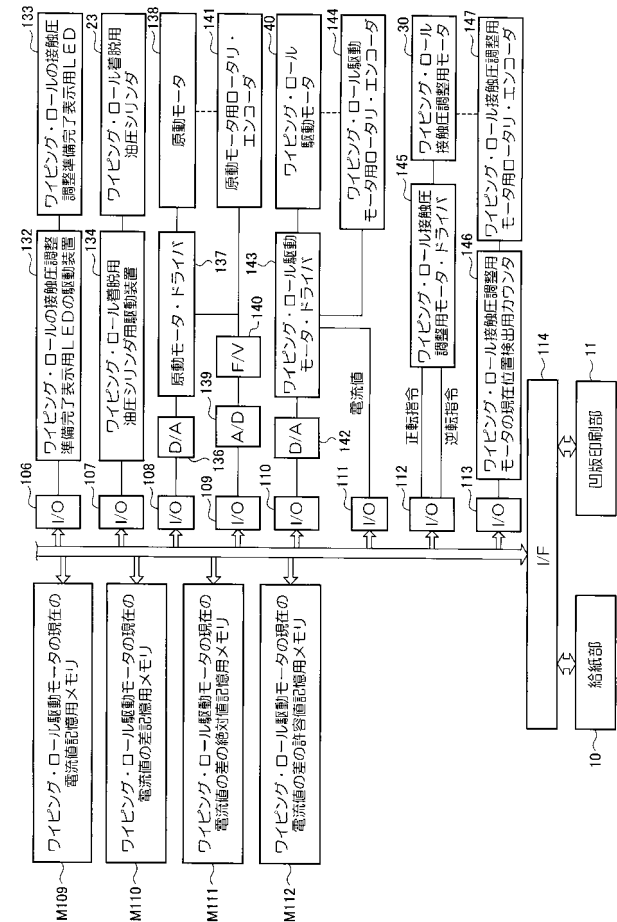 M109
ワイピング・ロール駆動モータの現在の
電流値記憶用メモリ
M110
ワイピング・ロール駆動モータの現在の
電流値の差記憶用メモリ
M111
ワイピング・ロール駆動モータの現在の
電流値の差の絶対値記憶用メモリ
M112
ワイピング・ロール駆動モータの現在の
電流値の差の許容値記憶用メモリ
106
I/O
132
ワイピング・ロールの接触圧調整
準備完了表示用LEDの駆動装置
133
ワイピング・ロールの接触圧
調整準備完了表示用LED
107
I/O
134
ワイピング・ロール着脱用
油圧シリンダ用駆動装置
23
ワイピング・ロール着脱用
油圧シリンダ
108
I/O
D/A
136
原動モータ・ドライバ
137
138
原動モータ
109
I/O
139
A/D
140
F/V
141
原動モータ用ロータリ・
エンコーダ
110
I/O
D/A
142
143
ワイピング・ロール駆動
モータ・ドライバ
40
ワイピング・ロール
駆動モータ
144
ワイピング・ロール駆動
モータ用ロータリ・エンコーダ
111
I/O
電流値
112
I/O
正転指令
逆転指令
145
ワイピング・ロール接触圧
調整用モータ・ドライバ
30
ワイピング・ロール
接触圧調整用モータ
113
I/O
146
ワイピング・ロール接触圧調整用
モータの現在位置検出用カウンタ
147
ワイピング・ロール接触圧調整用
モータ用ロータリ・エンコーダ
114
I/F
10
給紙部
11
凹版印刷部